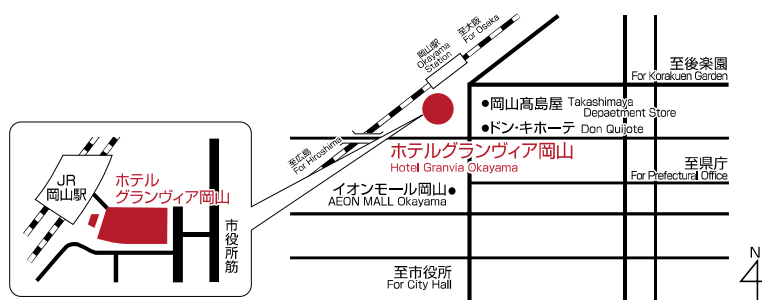 岡山駅
Okayama
Station
至大阪
For Osaka
至後楽園
For Korakuen Garden
●岡山髙島屋 Takashimaya
Depaetment Store
●ドン・キホーテ Don Quijote
至広島
For Hiroshima
ホテルグランヴィア岡山
Hotel Granvia Okayama
至県庁
For Prefectural Office
イオンモール岡山●
AEON MALL Okayama
至市役所
For City Hall
JR
岡山駅
ホテル
グランヴィア岡山
市役所筋
N